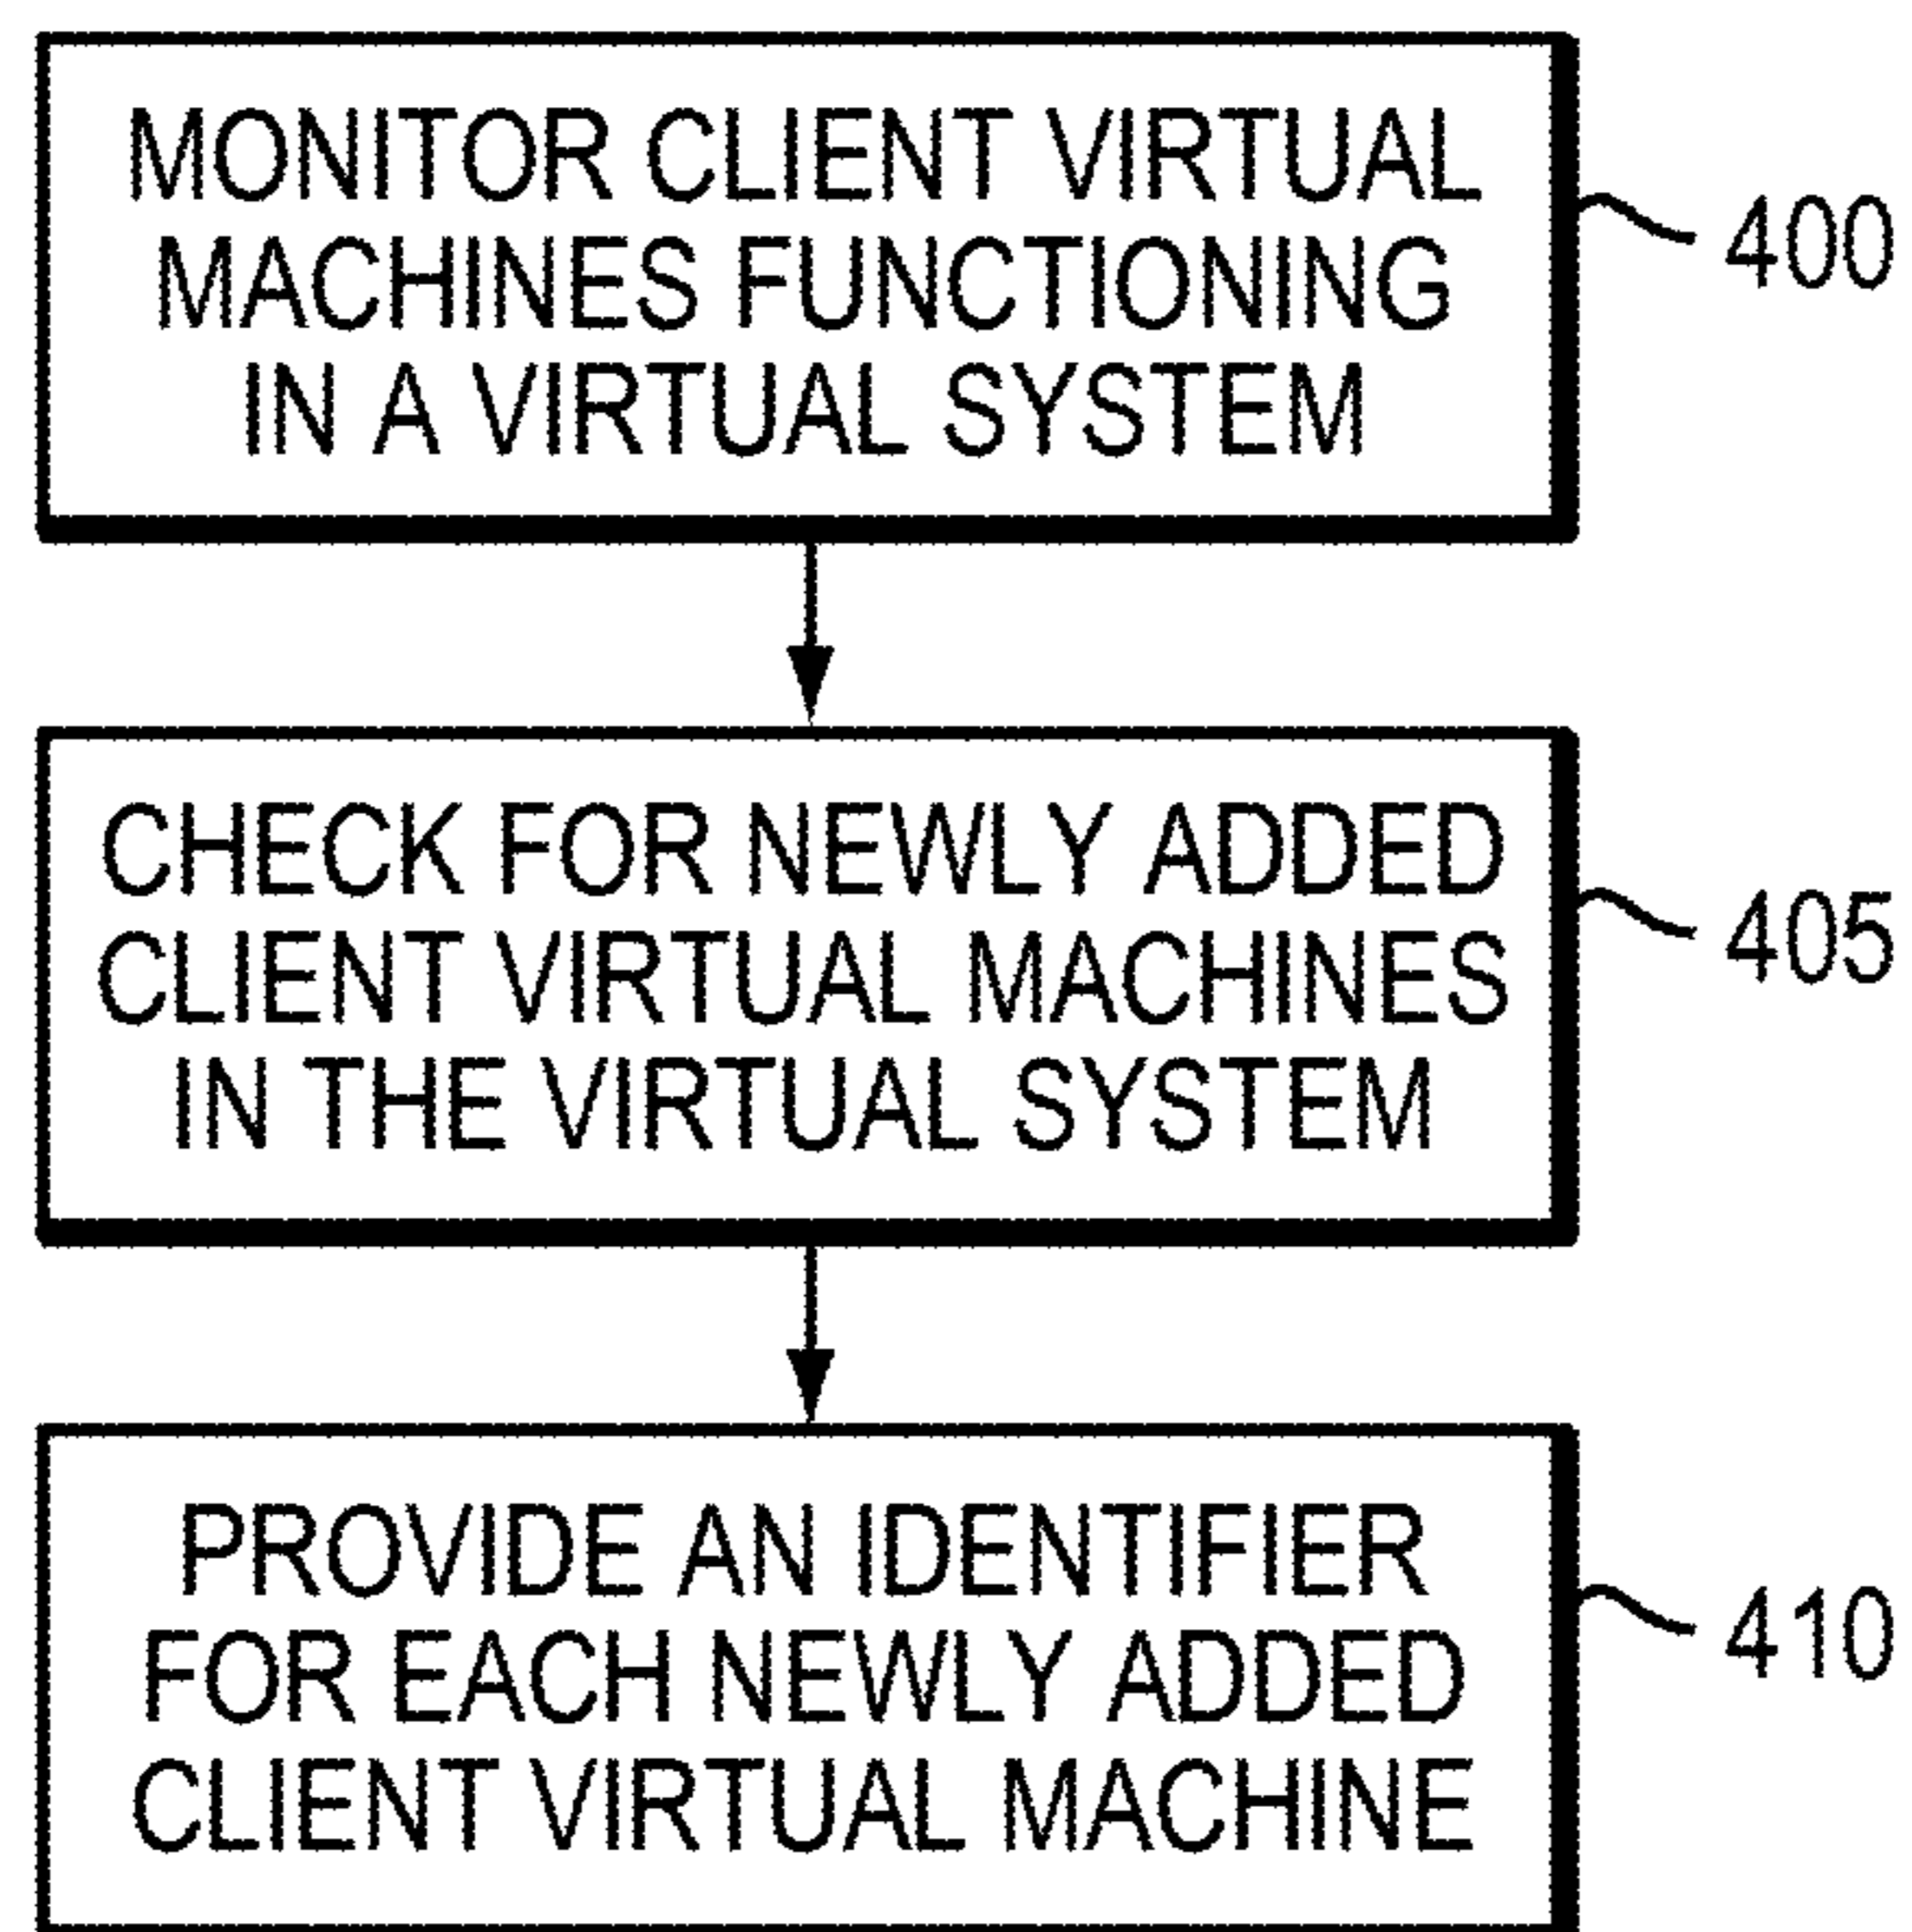 MONITOR CLIENT VIRTUAL
MACHINES FUNCTIONING
IN A VIRTUAL SYSTEM
400
CHECK FOR NEWLY ADDED
CLIENT VIRTUAL MACHINES
IN THE VIRTUAL SYSTEM
405
PROVIDE AN IDENTIFIER
FOR EACH NEWLY ADDED
CLIENT VIRTUAL MACHINE
410